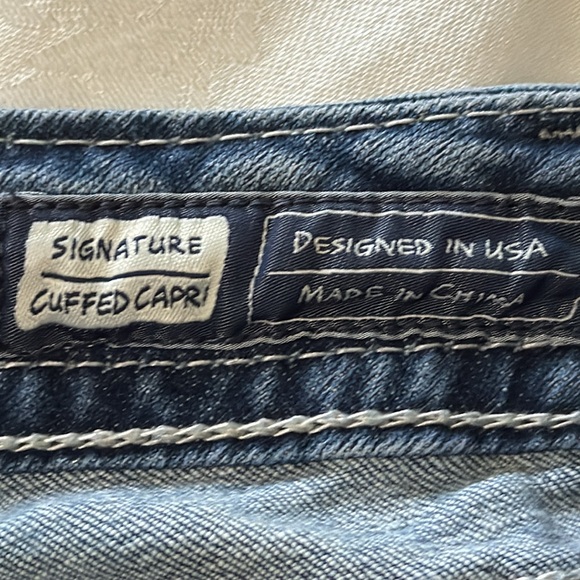 SIGNATURE
CUFFED CAPRI
DESIGNED IN USA
MADE IN CHINA